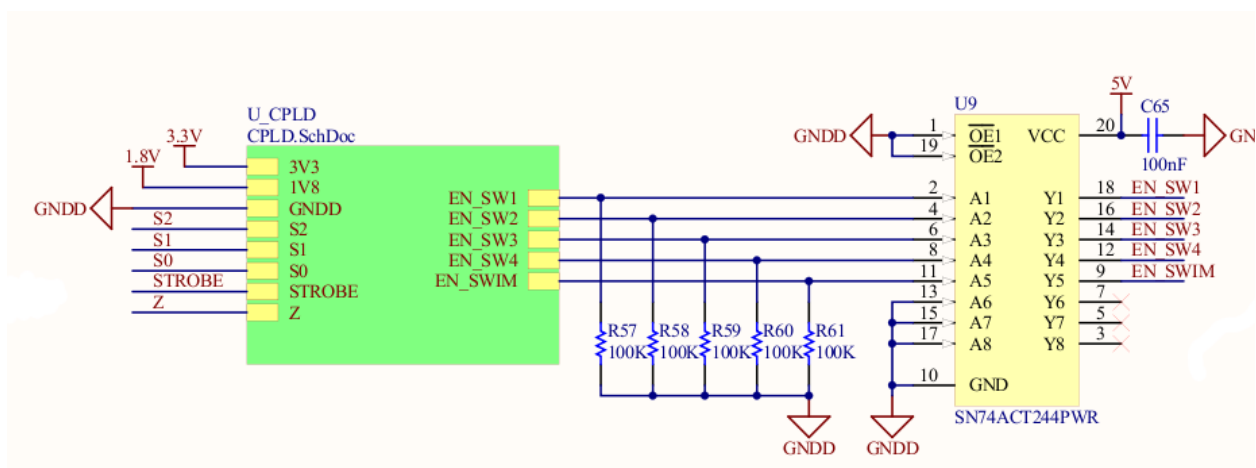 U_CPLD
CPLD.SchDoc
3.3V
1.8V
GNDD
S2
S1
S0
STROBE
Z
3V3
1V8
GNDD
S2
S1
S0
STROBE
Z
EN_SW1
EN_SW2
EN_SW3
EN_SW4
EN_SWIM
R57
100K
R58
100K
R59
100K
R60
100K
R61
100K
GNDD
GNDD
U9
1 OE1
19 OE2
2 A1
4 A2
6 A3
8 A4
11 A5
13 A6
15 A7
17 A8
10 GND
GNDD
VCC 20
Y1 18 EN_SW1
Y2 16 EN_SW2
Y3 14 EN_SW3
Y4 12 EN_SW4
Y5 9 EN_SWIM
Y6 7
Y7 5
Y8 3
SN74ACT244PWR
5V
C65
100nF